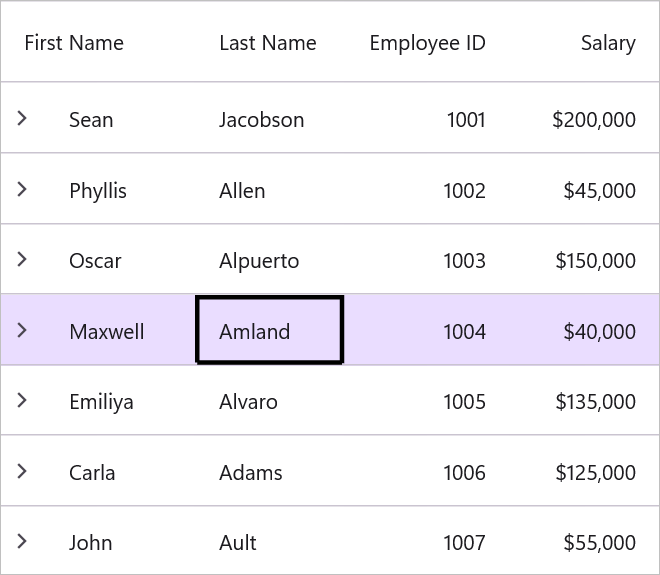 First Name Last Name Employee ID Salary
Sean Jacobson 1001 $200,000
Phyllis Allen 1002 $45,000
Oscar Alpuerto 1003 $150,000
Maxwell Amland 1004 $40,000
Emiliya Alvaro 1005 $135,000
Carla Adams 1006 $125,000
John Ault 1007 $55,000